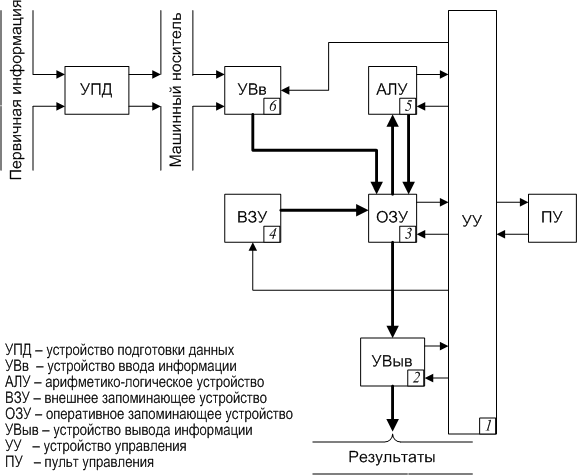 Первичная информация
УПД
Машинный носитель
УВв
6
АЛУ
5
ВЗУ
4
ОЗУ
3
УУ
1
ПУ
УВыв
2
Результаты
УПД – устройство подготовки данных
УВв – устройство ввода информации
АЛУ – арифметико-логическое устройство
ВЗУ – внешнее запоминающее устройство
ОЗУ – оперативное запоминающее устройство
УВыв – устройство вывода информации
УУ – устройство управления
ПУ – пульт управления